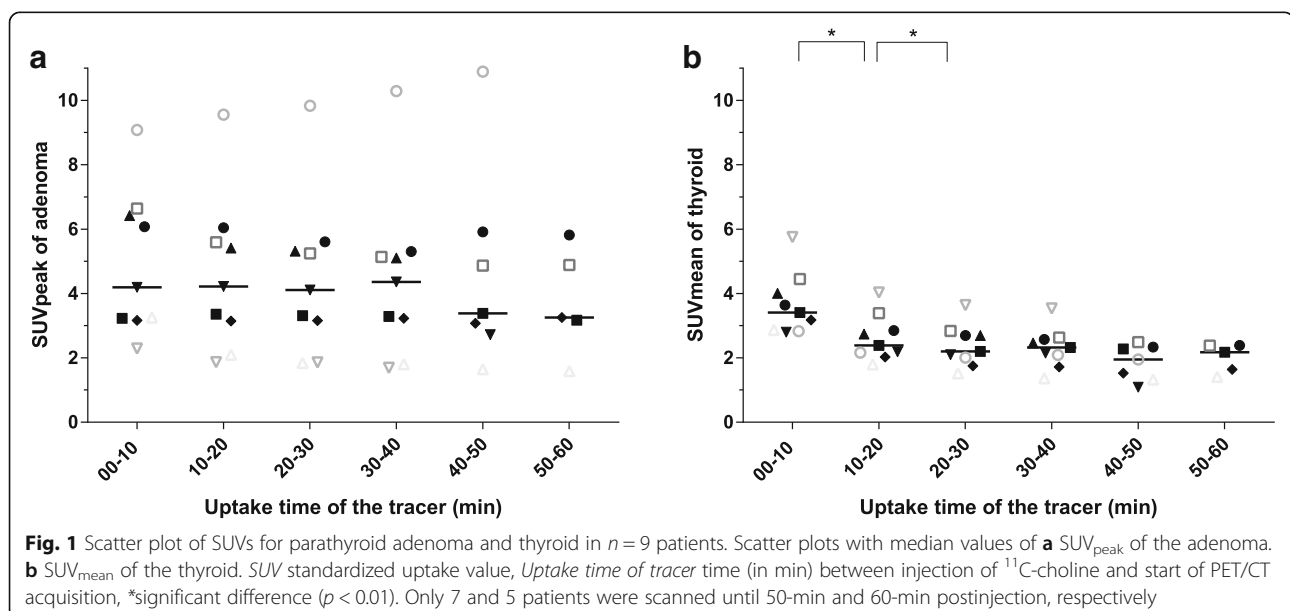 a
SUVpeak of adenoma
10
8
6
4
2
0
00-10
10-20
20-30
30-40
40-50
50-60
Uptake time of the tracer (min)
b
* *
SUVmean of thyroid
10
8
6
4
2
0
00-10
10-20
20-30
30-40
40-50
50-60
Uptake time of the tracer (min)
Fig. 1 Scatter plot of SUVs for parathyroid adenoma and thyroid in n = 9 patients. Scatter plots with median values of a SUVpeak of the adenoma.
b SUVmean of the thyroid. SUV standardized uptake value, Uptake time of tracer time (in min) between injection of ¹¹C-choline and start of PET/CT
acquisition, *significant difference (p < 0.01). Only 7 and 5 patients were scanned until 50-min and 60-min postinjection, respectively